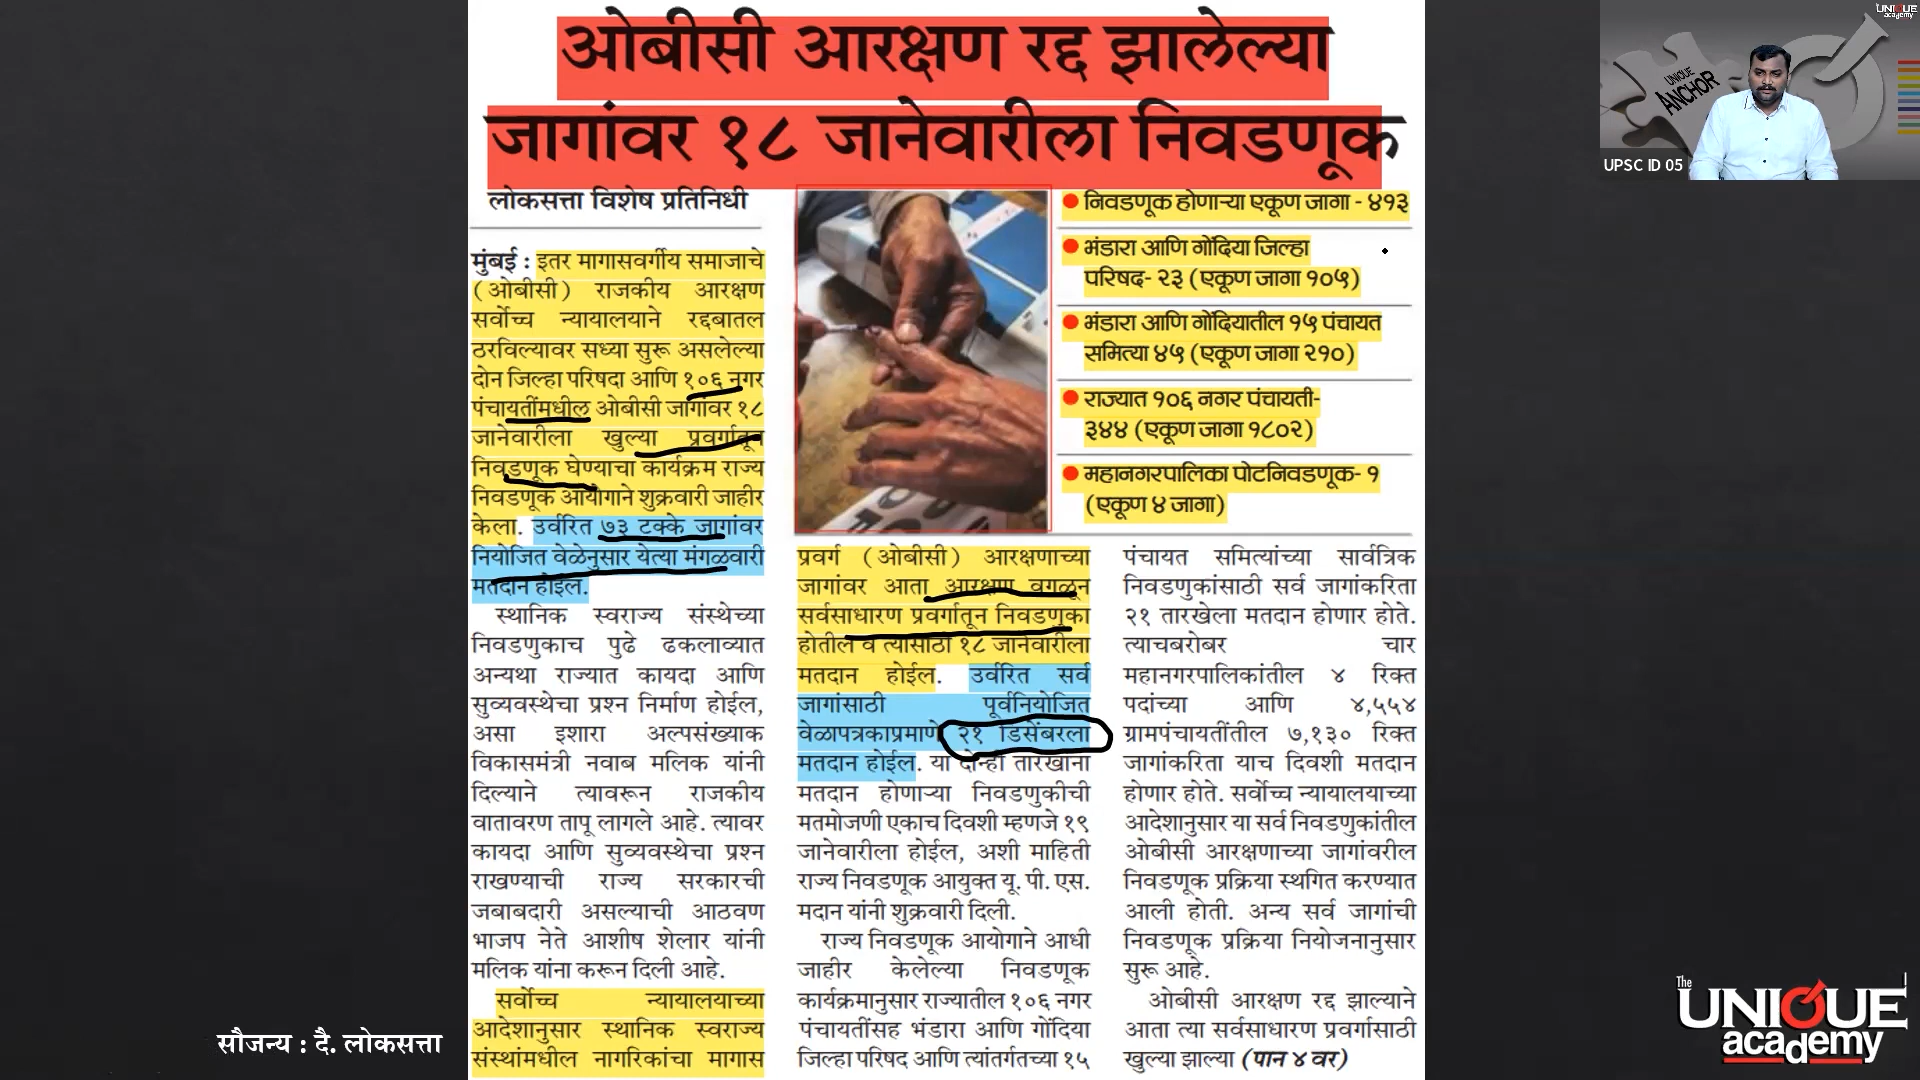 ओबीसी आरक्षण रद्द झालेल्या
जागांवर १८ जानेवारीला निवडणूक
लोकसत्ता विशेष प्रतिनिधी
मुंबई : इतर मागासवर्गीय समाजाचे
(ओबीसी) राजकीय आरक्षण
सर्वोच्च न्यायालयाने रद्दबातल
ठरविल्यावर सध्या सुरू असलेल्या
दोन जिल्हा परिषदा आणि १०६ नगर
पंचायतींमधील ओबीसी जागांवर १८
जानेवारीला खुल्या प्रवर्गातून
निवडणूक घेण्याचा कार्यक्रम राज्य
निवडणूक आयोगाने शुक्रवारी जाहीर
केला. उर्वरित ७३ टक्के जागांवर
नियोजित वेळेनुसार येत्या मंगळवारी
मतदान होईल.
स्थानिक स्वराज्य संस्थेच्या
निवडणुकाच पुढे ढकलाव्यात
अन्यथा राज्यात कायदा आणि
सुव्यवस्थेचा प्रश्न निर्माण होईल,
असा इशारा अल्पसंख्याक
विकासमंत्री नवाब मलिक यांनी
दिल्याने त्यावरून राजकीय
वातावरण तापू लागले आहे. त्यावर
कायदा आणि सुव्यवस्थेचा प्रश्न
राखण्याची राज्य सरकारची
जबाबदारी असल्याची आठवण
भाजप नेते आशीष शेलार यांनी
मलिक यांना करून दिली आहे.
सर्वोच्च न्यायालयाच्या
आदेशानुसार स्थानिक स्वराज्य
संस्थांमधील नागरिकांचा मागास
निवडणूक होणाऱ्या एकूण जागा - ४१३
भंडारा आणि गोंदिया जिल्हा
परिषद- २३ (एकूण जागा १०५)
भंडारा आणि गोंदियातील १५ पंचायत
समित्या ४५ (एकूण जागा २१०)
राज्यात १०६ नगर पंचायती-
३४४ (एकूण जागा १८०२)
महानगरपालिका पोटनिवडणूक- १
(एकूण ४ जागा)
प्रवर्ग (ओबीसी) आरक्षणाच्या
जागांवर आता आरक्षण वगळून
सर्वसाधारण प्रवर्गातून निवडणुका
होतील व त्यासाठी १८ जानेवारीला
मतदान होईल. उर्वरित सर्व
जागांसाठी पूर्वनियोजित
वेळापत्रकाप्रमाणे २१ डिसेंबरला
मतदान होईल. या दोन्ही तारखांना
मतदान होणाऱ्या निवडणुकीची
मतमोजणी एकाच दिवशी म्हणजे १९
जानेवारीला होईल, अशी माहिती
राज्य निवडणूक आयुक्त यू. पी. एस.
मदान यांनी शुक्रवारी दिली.
राज्य निवडणूक आयोगाने आधी
जाहीर केलेल्या निवडणूक
कार्यक्रमानुसार राज्यातील १०६ नगर
पंचायतींसह भंडारा आणि गोंदिया
जिल्हा परिषद आणि त्यांतर्गतच्या १५
पंचायत समित्यांच्या सार्वत्रिक
निवडणुकांसाठी सर्व जागांकरिता
२१ तारखेला मतदान होणार होते.
त्याचबरोबर चार
महानगरपालिकांतील ४ रिक्त
पदांच्या आणि ४,५५४
ग्रामपंचायतींतील ७,१३० रिक्त
जागांकरिता याच दिवशी मतदान
होणार होते. सर्वोच्च न्यायालयाच्या
आदेशानुसार या सर्व निवडणुकांतील
ओबीसी आरक्षणाच्या जागांवरील
निवडणूक प्रक्रिया स्थगित करण्यात
आली होती. अन्य सर्व जागांची
निवडणूक प्रक्रिया नियोजनानुसार
सुरू आहे.
ओबीसी आरक्षण रद्द झाल्याने
आता त्या सर्वसाधारण प्रवर्गासाठी
खुल्या झाल्या (पान ४ वर)
सौजन्य : दै. लोकसत्ता
UNIQUE
academy
UNIQUE
ANCHOR
UPSC ID 05
The
UNIQUE
academy